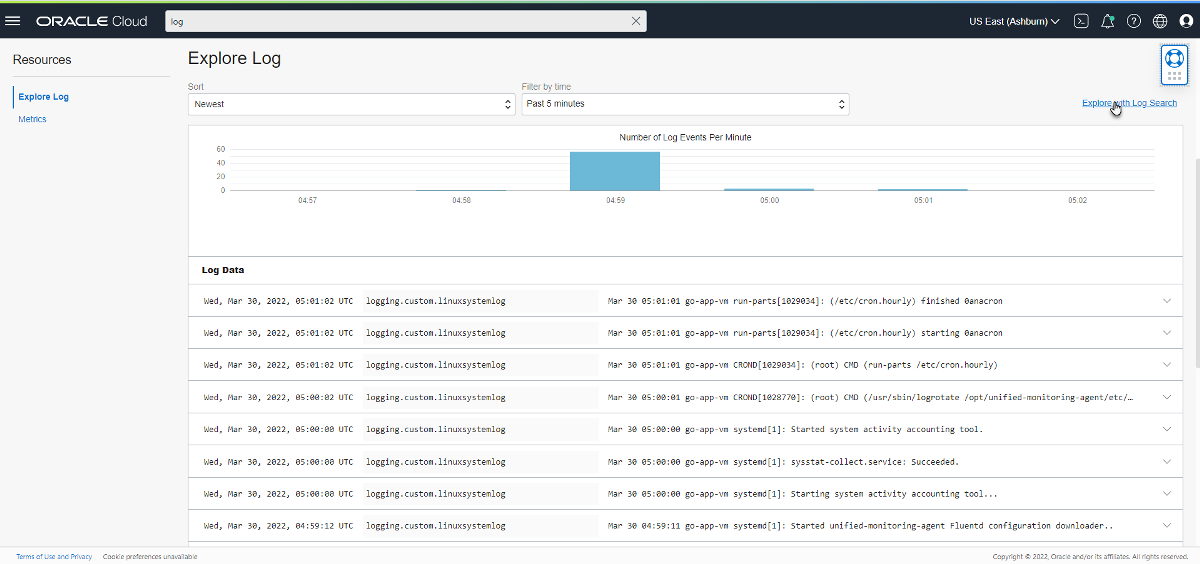 ORACLE Cloud
log
US East (Ashburn)
Resources
Explore Log
Metrics
Explore Log
Sort
Newest
Filter by time
Past 5 minutes
Explore with Log Search
Number of Log Events Per Minute
60
40
20
0
04:57 04:58 04:59 05:00 05:01 05:02
Log Data
Wed, Mar 30, 2022, 05:01:02 UTC logging.custom.linuxsystemlog Mar 30 05:01:01 go-app-vm run-parts[1029034]: (/etc/cron.hourly) finished 0anacron
Wed, Mar 30, 2022, 05:01:02 UTC logging.custom.linuxsystemlog Mar 30 05:01:01 go-app-vm run-parts[1029034]: (/etc/cron.hourly) starting 0anacron
Wed, Mar 30, 2022, 05:01:02 UTC logging.custom.linuxsystemlog Mar 30 05:01:01 go-app-vm CROND[1029034]: (root) CMD (run-parts /etc/cron.hourly)
Wed, Mar 30, 2022, 05:00:02 UTC logging.custom.linuxsystemlog Mar 30 05:00:01 go-app-vm CROND[1028770]: (root) CMD (/usr/sbin/logrotate /opt/unified-monitoring-agent/etc/…
Wed, Mar 30, 2022, 05:00:00 UTC logging.custom.linuxsystemlog Mar 30 05:00:00 go-app-vm systemd[1]: Started system activity accounting tool.
Wed, Mar 30, 2022, 05:00:00 UTC logging.custom.linuxsystemlog Mar 30 05:00:00 go-app-vm systemd[1]: sysstat-collect.service: Succeeded.
Wed, Mar 30, 2022, 05:00:00 UTC logging.custom.linuxsystemlog Mar 30 05:00:00 go-app-vm systemd[1]: Starting system activity accounting tool...
Wed, Mar 30, 2022, 04:59:12 UTC logging.custom.linuxsystemlog Mar 30 04:59:11 go-app-vm systemd[1]: Started unified-monitoring-agent Fluentd configuration downloader..
Terms of Use and Privacy Cookie preferences unavailable
Copyright © 2022, Oracle and/or its affiliates. All rights reserved.